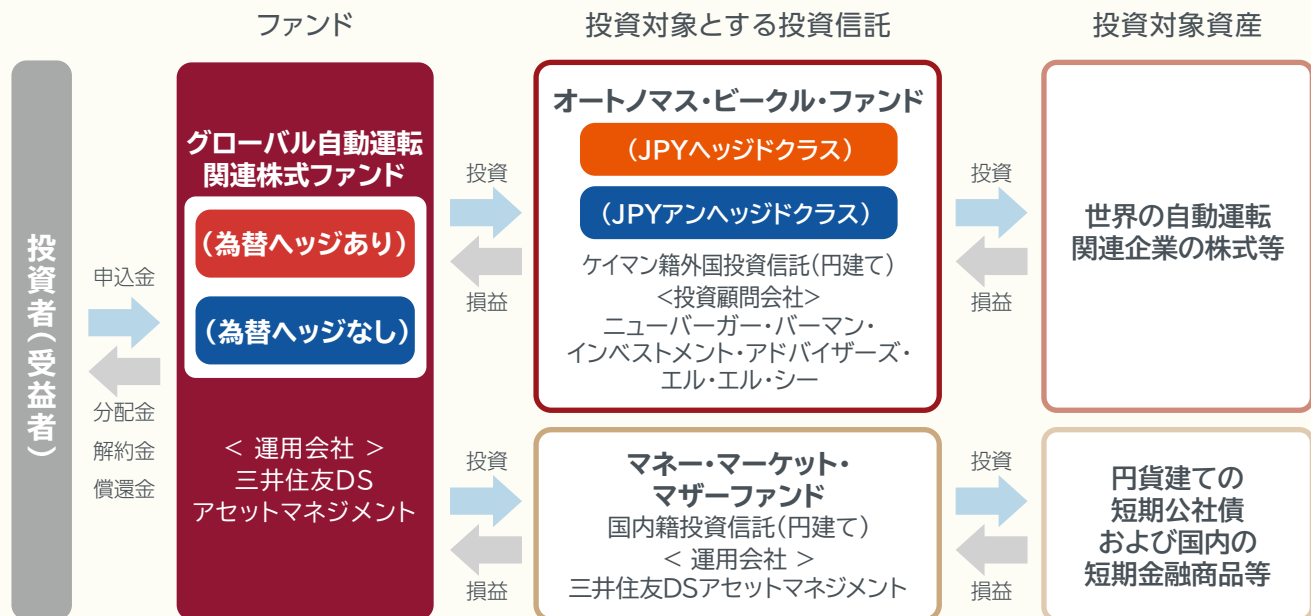 ファンド
投資対象とする投資信託
投資対象資産
投資者(受益者)
申込金
分配金
解約金
償還金
グローバル自動運転
関連株式ファンド
(為替ヘッジあり)
(為替ヘッジなし)
< 運用会社 >
三井住友DS
アセットマネジメント
投資
損益
オートノマス・ビークル・ファンド
(JPYヘッジドクラス)
(JPYアンヘッジドクラス)
ケイマン籍外国投資信託(円建て)
<投資顧問会社>
ニューバーガー・バーマン・
インベストメント・アドバイザーズ・
エル・エル・シー
投資
損益
世界の自動運転
関連企業の株式等
投資
損益
マネー・マーケット・
マザーファンド
国内籍投資信託(円建て)
< 運用会社 >
三井住友DSアセットマネジメント
投資
損益
円貨建ての
短期公社債
および国内の
短期金融商品等